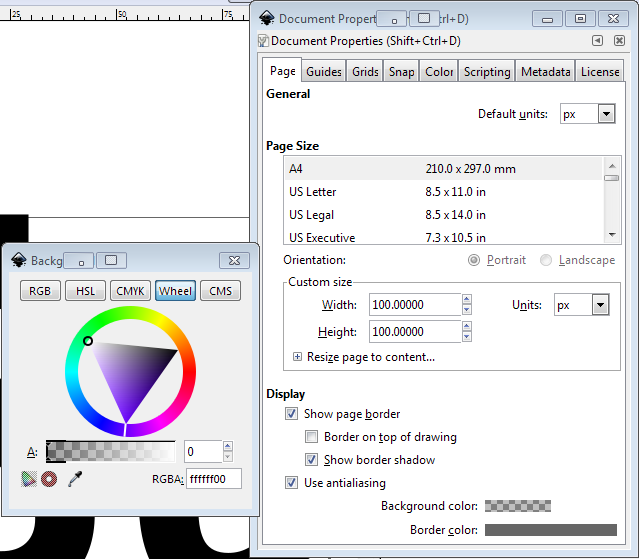 25
50
75
Document Properties (Shift+Ctrl+D)
Document Properties (Shift+Ctrl+D)
Page Guides Grids Snap Color Scripting Metadata License
General
Default units: px
Page Size
A4 210.0 x 297.0 mm
US Letter 8.5 x 11.0 in
US Legal 8.5 x 14.0 in
US Executive 7.3 x 10.5 in
Orientation: Portrait Landscape
Custom size
Width: 100.00000 Units: px
Height: 100.00000
Resize page to content...
Display
Show page border
Border on top of drawing
Show border shadow
Use antialiasing
Background color:
Border color:
Backg
RGB HSL CMYK Wheel CMS
A: 0
RGBA: ffffff00